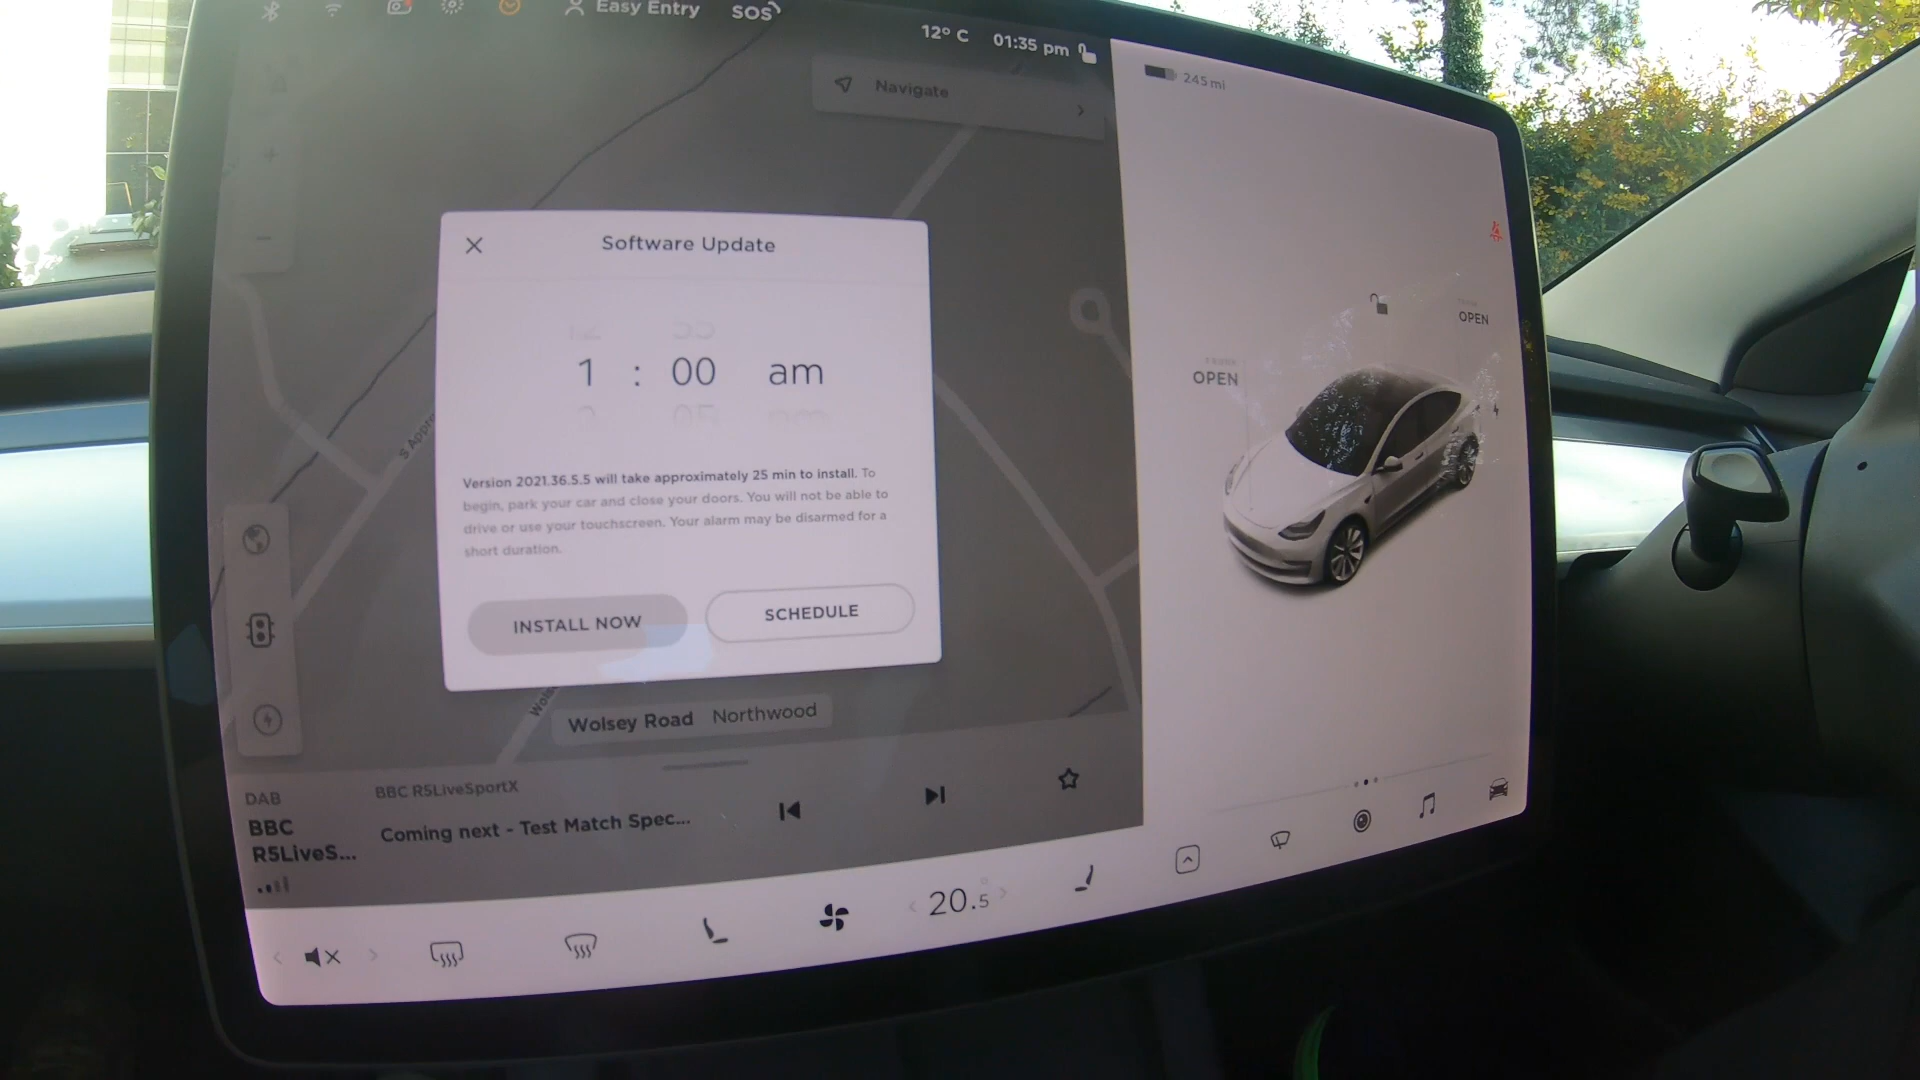 Easy Entry
SOS
12° C
01:35 pm
Navigate
245 mi
Software Update
1 : 00 am
Version 2021.36.5.5 will take approximately 25 min to install. To
begin, park your car and close your doors. You will not be able to
drive or use your touchscreen. Your alarm may be disarmed for a
short duration.
INSTALL NOW
SCHEDULE
OPEN
OPEN
Wolsey Road Northwood
DAB
BBC
R5LiveS...
BBC R5LiveSportX
Coming next - Test Match Spec...
20.5